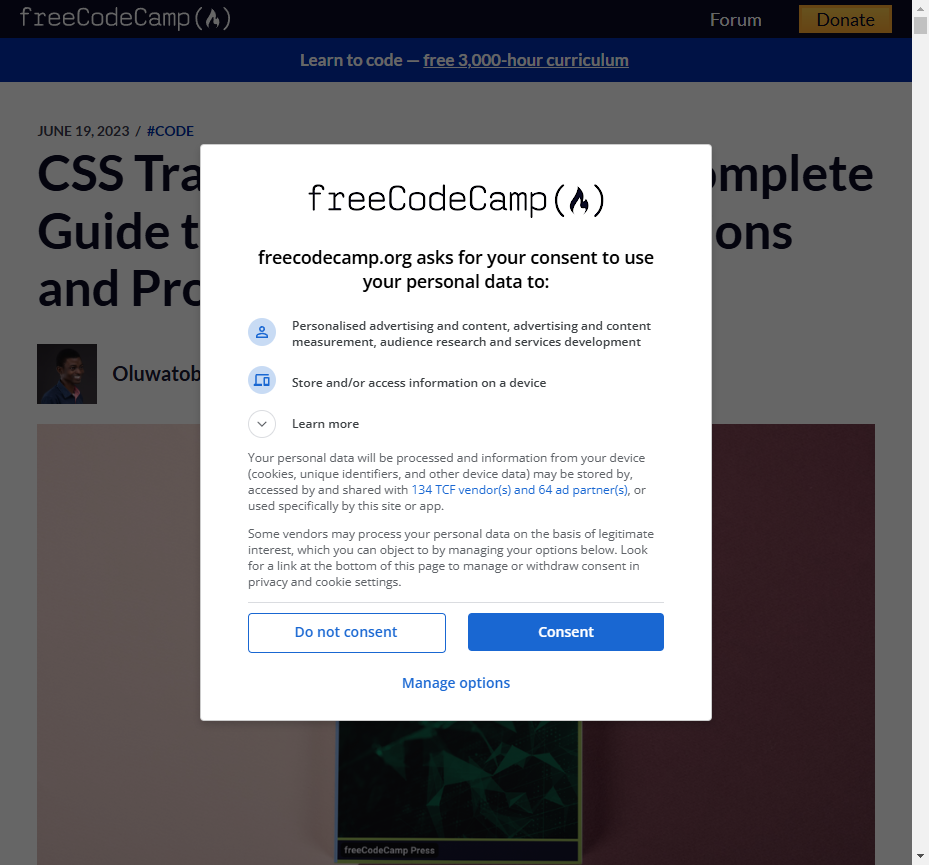 freeCodeCamp
Forum
Donate
Learn to code — free 3,000-hour curriculum
JUNE 19, 2023 / #CODE
CSS Tra
omplete
Guide t
ons
and Pro
Oluwatob
freeCodeCamp
freecodecamp.org asks for your consent to use
your personal data to:
Personalised advertising and content, advertising and content
measurement, audience research and services development
Store and/or access information on a device
Learn more
Your personal data will be processed and information from your device
(cookies, unique identifiers, and other device data) may be stored by,
accessed by and shared with 134 TCF vendor(s) and 64 ad partner(s), or
used specifically by this site or app.
Some vendors may process your personal data on the basis of legitimate
interest, which you can object to by managing your options below. Look
for a link at the bottom of this page to manage or withdraw consent in
privacy and cookie settings.
Do not consent
Consent
Manage options
freeCodeCamp Press